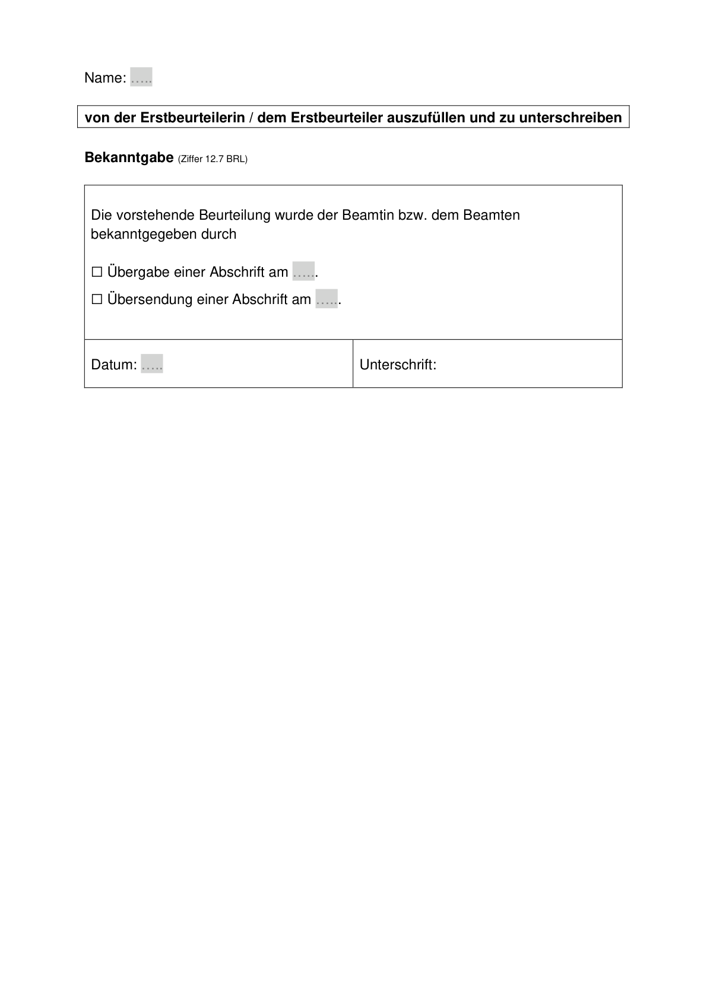 Name: .....
von der Erstbeurteilerin / dem Erstbeurteiler auszufüllen und zu unterschreiben
Bekanntgabe (Ziffer 12.7 BRL)
Die vorstehende Beurteilung wurde der Beamtin bzw. dem Beamten
bekanntgegeben durch
☐ Übergabe einer Abschrift am ......
☐ Übersendung einer Abschrift am ......
Datum: .....
Unterschrift: